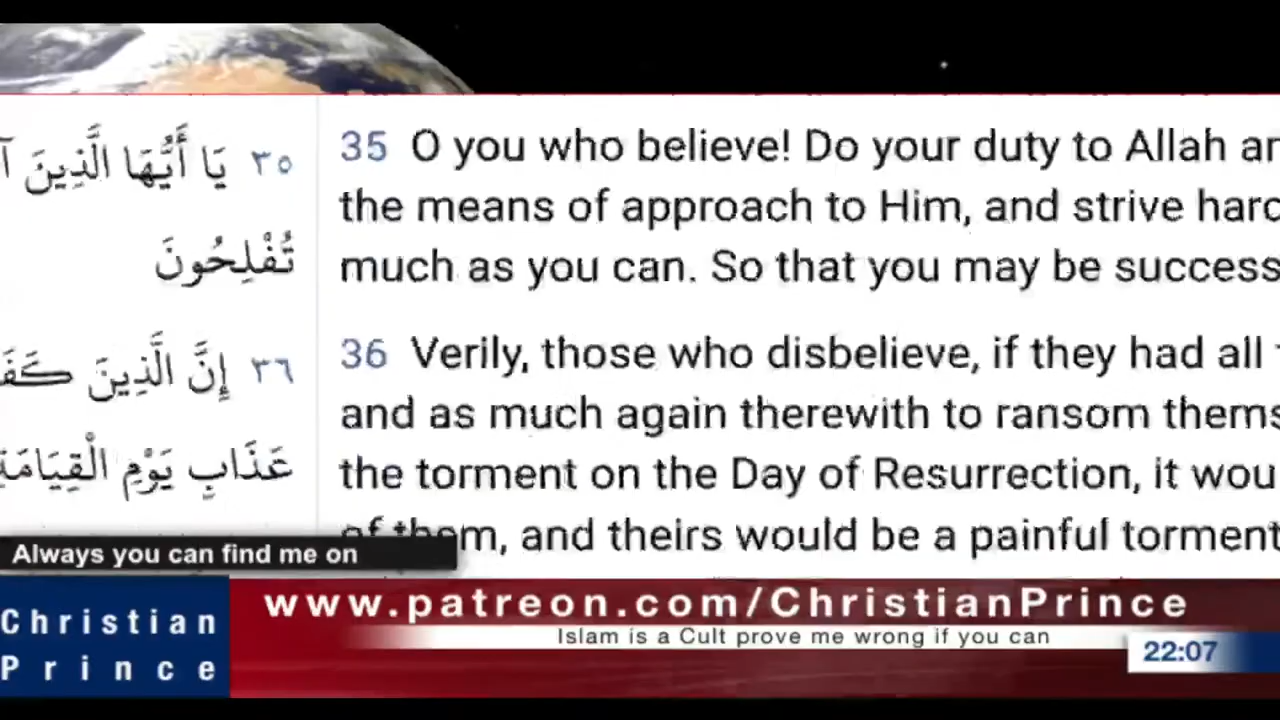 ٣٥ يَا أَيُّهَا الَّذِينَ
تُفْلِحُونَ
٣٦ إِنَّ الَّذِينَ
عَذَابِ يَوْمِ الْقِيَامَةِ
35 O you who believe! Do your duty to Allah
the means of approach to Him, and strive
much as you can. So that you may be success
36 Verily, those who disbelieve, if they had all
and as much again therewith to ransom thems
the torment on the Day of Resurrection, it wou
of them, and theirs would be a painful torment
Always you can find me on
Christian
Prince
www.patreon.com/ChristianPrince
Islam is a Cult prove me wrong if you can
22:07